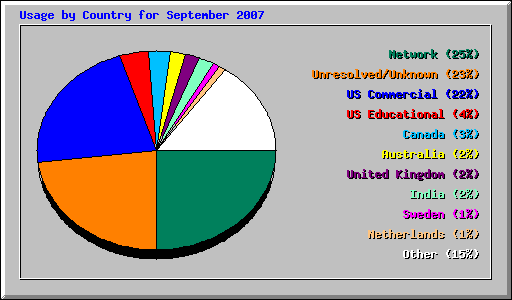 Usage by Country for September 2007
Network (25%)
Unresolved/Unknown (23%)
US Commercial (22%)
US Educational (4%)
Canada (3%)
Australia (2%)
United Kingdom (2%)
India (2%)
Sweden (1%)
Netherlands (1%)
Other (15%)